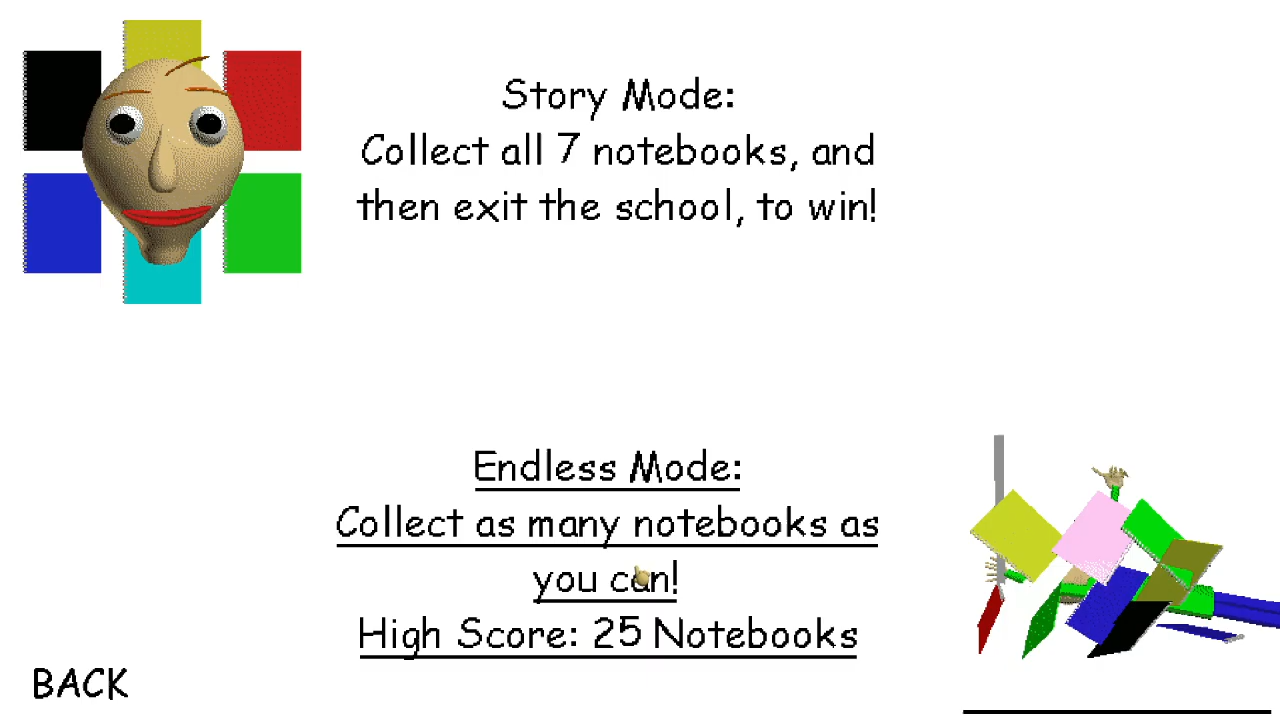 Story Mode:
Collect all 7 notebooks, and
then exit the school, to win!
Endless Mode:
Collect as many notebooks as
you can!
High Score: 25 Notebooks
BACK